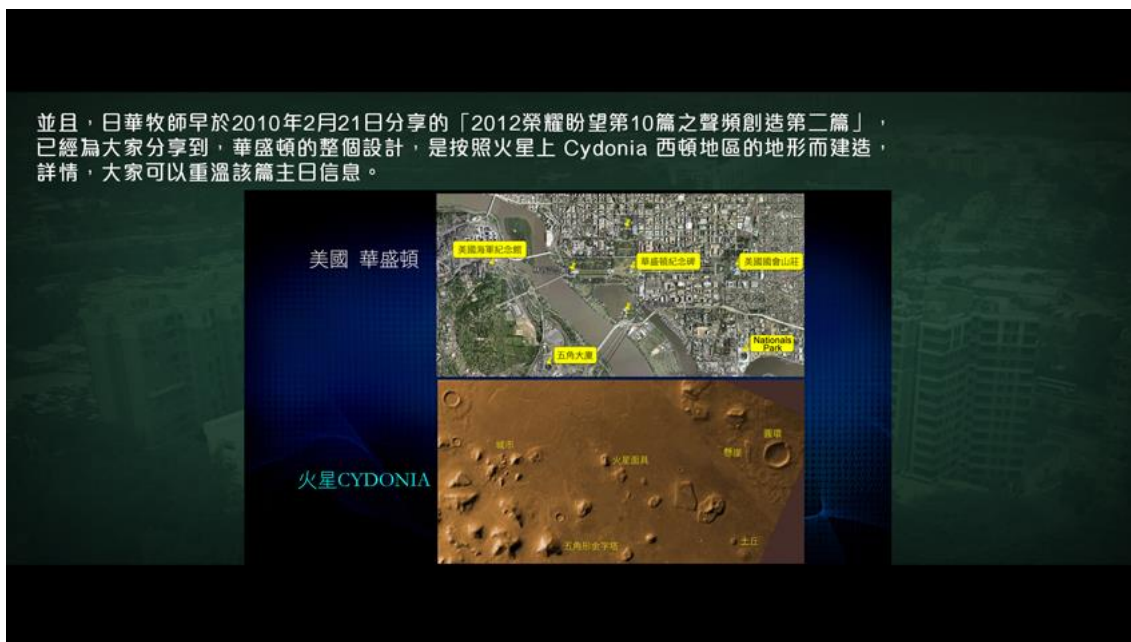 並且，日華牧師早於2010年2月21日分享的「2012榮耀盼望第10篇之聲頻創造第二篇」，
已經為大家分享到，華盛頓的整個設計，是按照火星上 Cydonia 西頓地區的地形而建造，
詳情，大家可以重溫該篇主日信息。
美國 華盛頓
美國海軍紀念館
華盛頓紀念碑
美國國會山莊
五角大廈
Nationals
Park
火星CYDONIA
城市
火星面具
懸崖
圓環
五角形金字塔
土丘